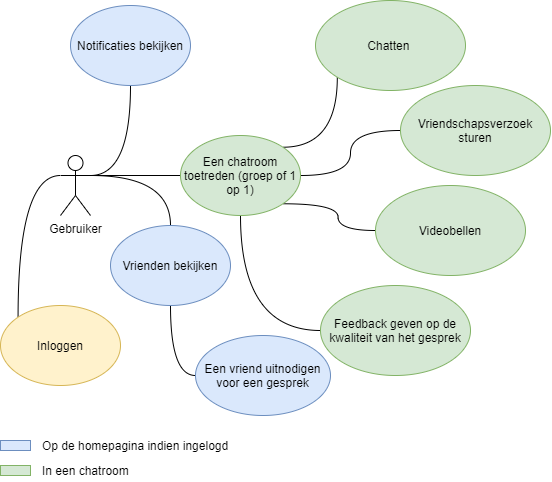 Notificaties bekijken
Chatten
Vriendschapsverzoek
sturen
Een chatroom
toetreden (groep of 1
op 1)
Gebruiker
Videobellen
Vrienden bekijken
Inloggen
Feedback geven op de
kwaliteit van het gesprek
Een vriend uitnodigen
voor een gesprek
Op de homepagina indien ingelogd
In een chatroom